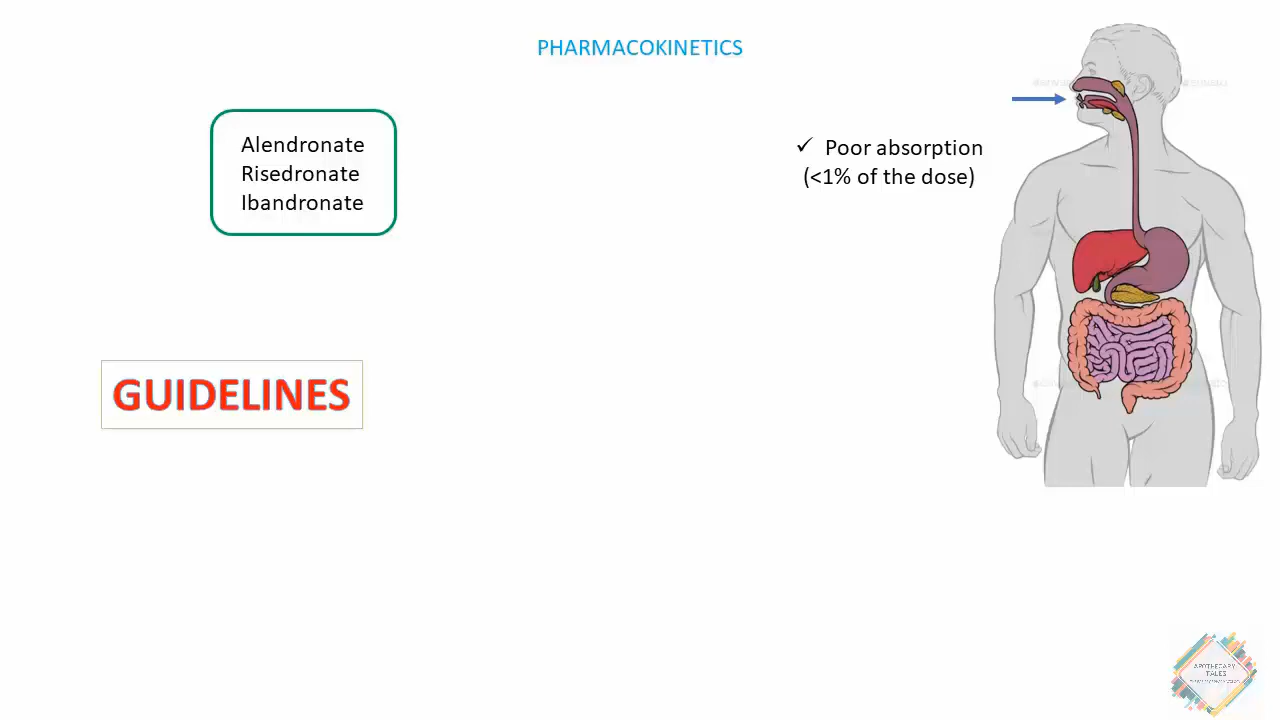 PHARMACOKINETICS
Alendronate
Risedronate
Ibandronate
✓ Poor absorption
(<1% of the dose)
GUIDELINES
APOTHECARY
TALES